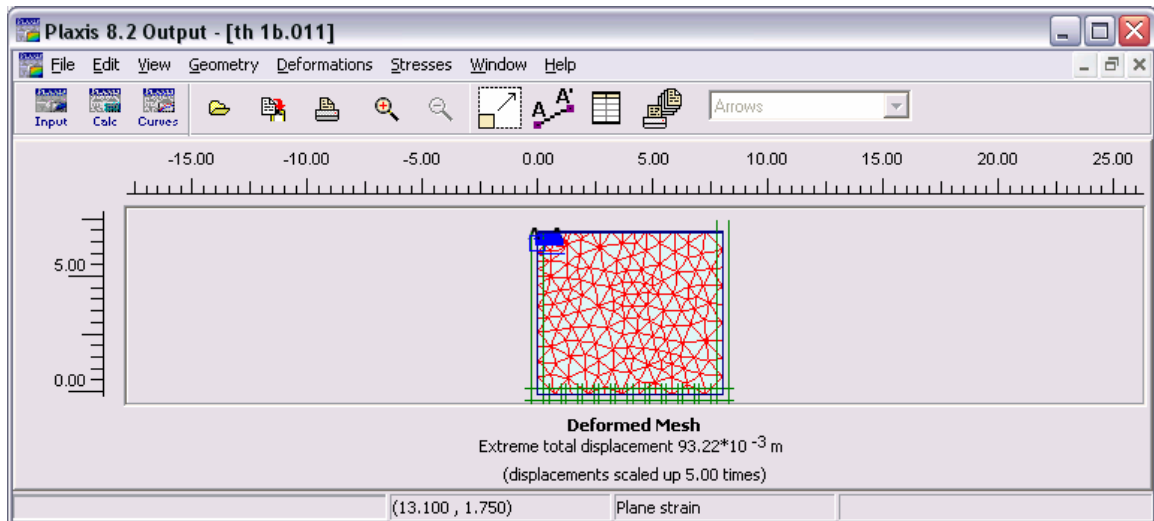 Plaxis 8.2 Output - [th 1b.011]
File Edit View Geometry Deformations Stresses Window Help
Input Calc Curves A A' Arrows
-15.00 -10.00 -5.00 0.00 5.00 10.00 15.00 20.00 25.00
A A
5.00
0.00
Deformed Mesh
Extreme total displacement 93.22*10 -3 m
(displacements scaled up 5.00 times)
(13.100 , 1.750) Plane strain